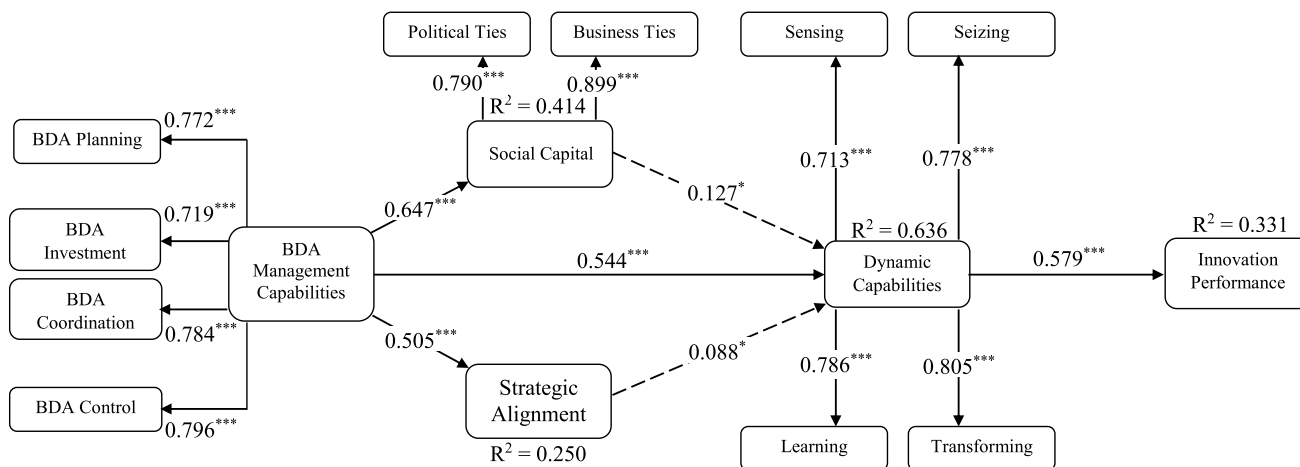 Political Ties
Business Ties
Sensing
Seizing
0.790***
0.899***
R² = 0.414
0.772***
BDA Planning
Social Capital
0.713***
0.778***
0.127*
0.719***
0.647***
BDA
Investment
R² = 0.636
R² = 0.331
BDA
Management
Capabilities
0.544***
Dynamic
Capabilities
0.579***
Innovation
Performance
BDA
Coordination
0.784***
0.505***
0.088*
0.786***
0.805***
Strategic
Alignment
BDA Control
0.796***
R² = 0.250
Learning
Transforming